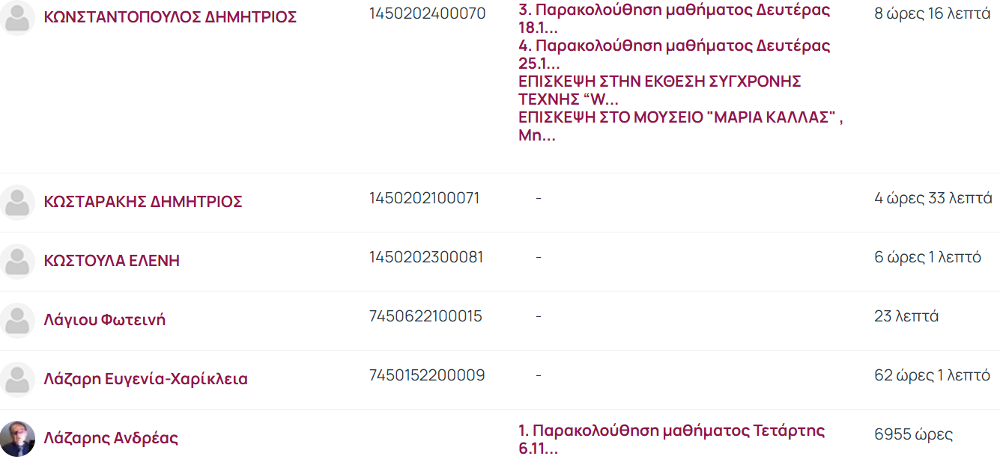 ΚΩΝΣΤΑΝΤΟΠΟΥΛΟΣ ΔΗΜΗΤΡΙΟΣ
1450202400070
3. Παρακολούθηση μαθήματος Δευτέρας
18.1...
4. Παρακολούθηση μαθήματος Δευτέρας
25.1...
ΕΠΙΣΚΕΨΗ ΣΤΗΝ ΕΚΘΕΣΗ ΣΥΓΧΡΟΝΗΣ
ΤΕΧΝΗΣ “W...
ΕΠΙΣΚΕΨΗ ΣΤΟ ΜΟΥΣΕΙΟ "ΜΑΡΙΑ ΚΑΛΛΑΣ" ,
Μη...
8 ώρες 16 λεπτά
ΚΩΣΤΑΡΑΚΗΣ ΔΗΜΗΤΡΙΟΣ
1450202100071
-
4 ώρες 33 λεπτά
ΚΩΣΤΟΥΛΑ ΕΛΕΝΗ
1450202300081
-
6 ώρες 1 λεπτό
Λάγιου Φωτεινή
7450622100015
-
23 λεπτά
Λάζαρη Ευγενία-Χαρίκλεια
7450152200009
-
62 ώρες 1 λεπτό
Λάζαρης Ανδρέας
1. Παρακολούθηση μαθήματος Τετάρτης
6.11...
6955 ώρες